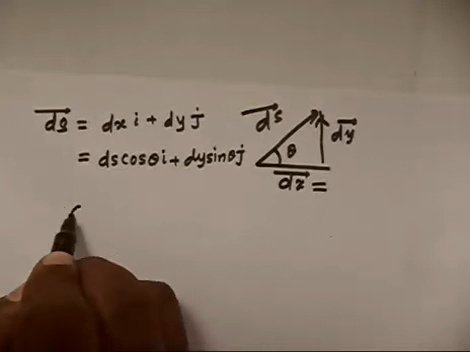 ds = dx i + dy j
= ds cosθ i + dy sinθ j
ds
dy
θ
dx =